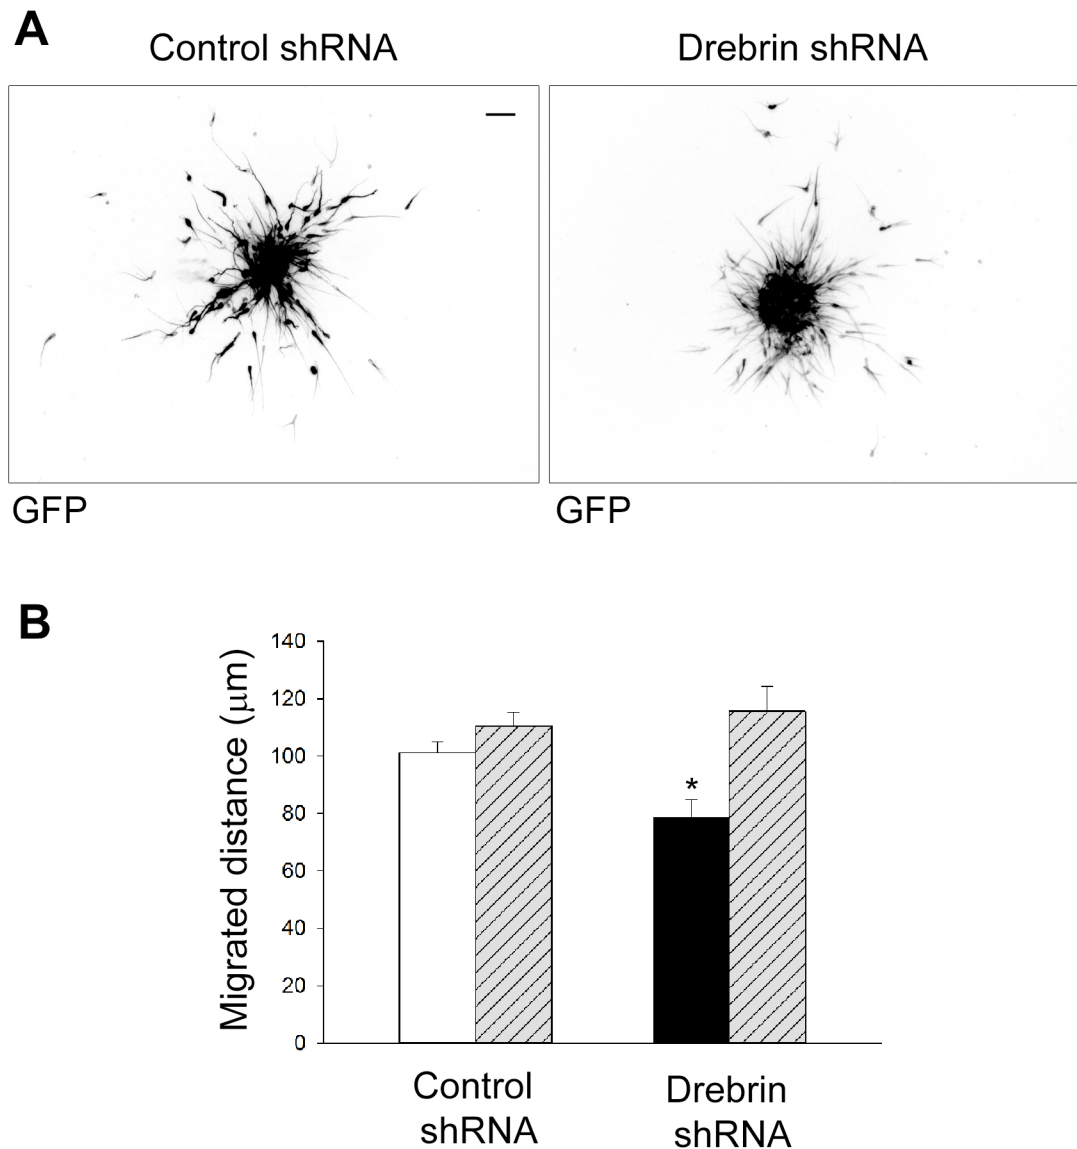 A
Control shRNA
Drebrin shRNA
GFP
GFP
B
Migrated distance (μm)
140
120
100
80
60
40
20
0
*
Control
shRNA
Drebrin
shRNA